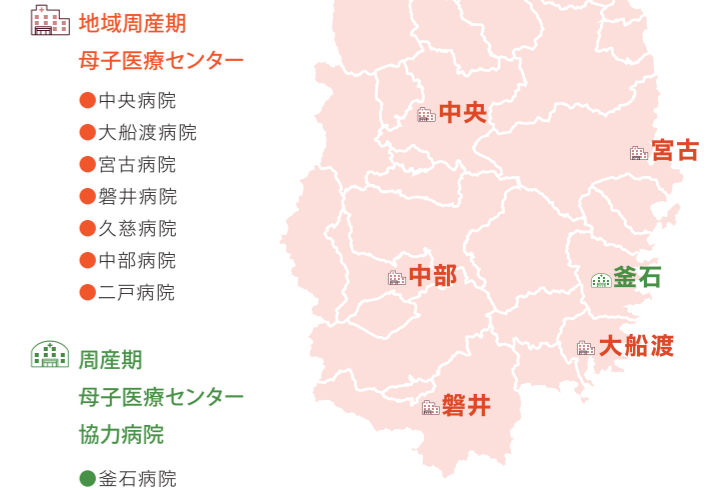 地域周産期
母子医療センター
●中央病院
●大船渡病院
●宮古病院
●磐井病院
●久慈病院
●中部病院
●二戸病院
周産期
母子医療センター
協力病院
●釜石病院
中央
宮古
中部
釜石
大船渡
磐井